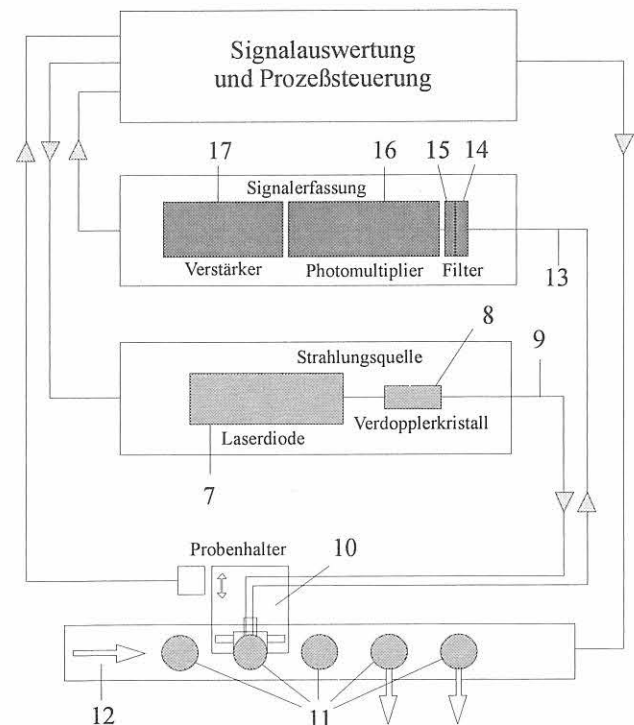 Signalauswertung
und Prozeßsteuerung
17
16
15
14
Signalerfassung
Verstärker
Photomultiplier
Filter
13
8
9
Strahlungsquelle
Laserdiode
Verdopplerkristall
7
Probenhalter
10
12
11